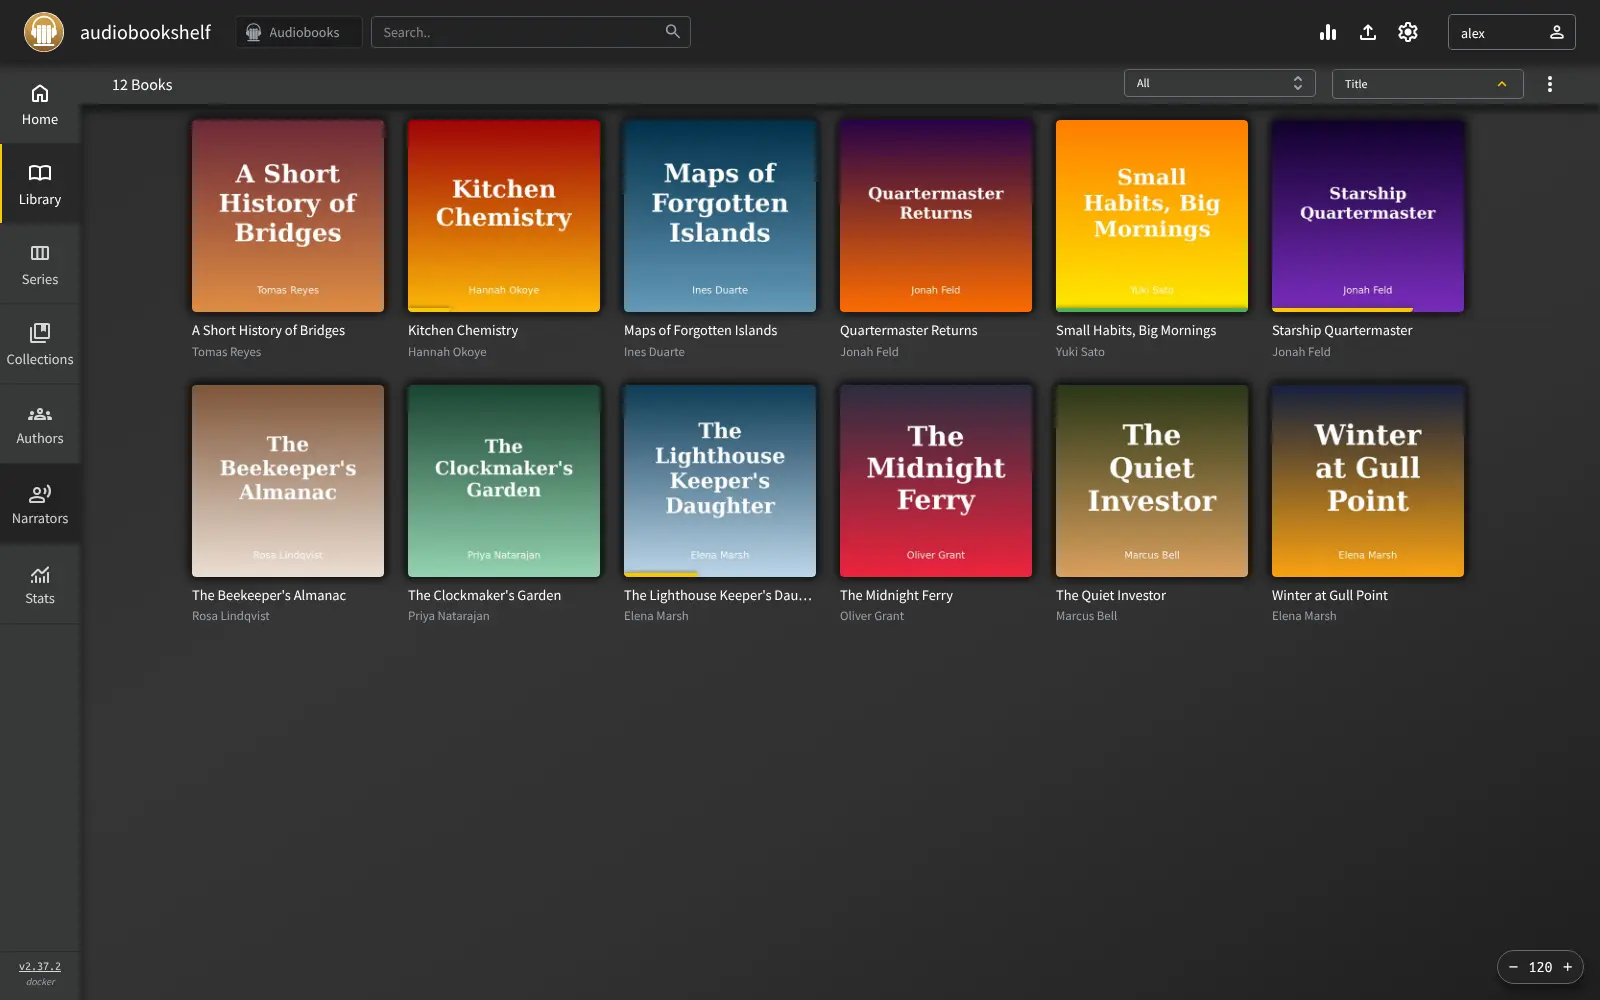 audiobookshelf
Audiobooks
Search..
alex
12 Books
All
Title
Home
Library
Series
Collections
Authors
Narrators
Stats
v2.37.2
docker
A Short
History of
Bridges
Tomas Reyes
A Short History of Bridges
Tomas Reyes
Kitchen
Chemistry
Hannah Okoye
Kitchen Chemistry
Hannah Okoye
Maps of
Forgotten
Islands
Ines Duarte
Maps of Forgotten Islands
Ines Duarte
Quartermaster
Returns
Jonah Feld
Quartermaster Returns
Jonah Feld
Small
Habits, Big
Mornings
Yuki Sato
Small Habits, Big Mornings
Yuki Sato
Starship
Quartermaster
Jonah Feld
Starship Quartermaster
Jonah Feld
The
Beekeeper's
Almanac
Rosa Lindqvist
The Beekeeper's Almanac
Rosa Lindqvist
The
Clockmaker's
Garden
Priya Natarajan
The Clockmaker's Garden
Priya Natarajan
The
Lighthouse
Keeper's
Daughter
Elena Marsh
The Lighthouse Keeper's Dau...
Elena Marsh
The
Midnight
Ferry
Oliver Grant
The Midnight Ferry
Oliver Grant
The
Quiet
Investor
Marcus Bell
The Quiet Investor
Marcus Bell
Winter
at Gull
Point
Elena Marsh
Winter at Gull Point
Elena Marsh
− 120 +